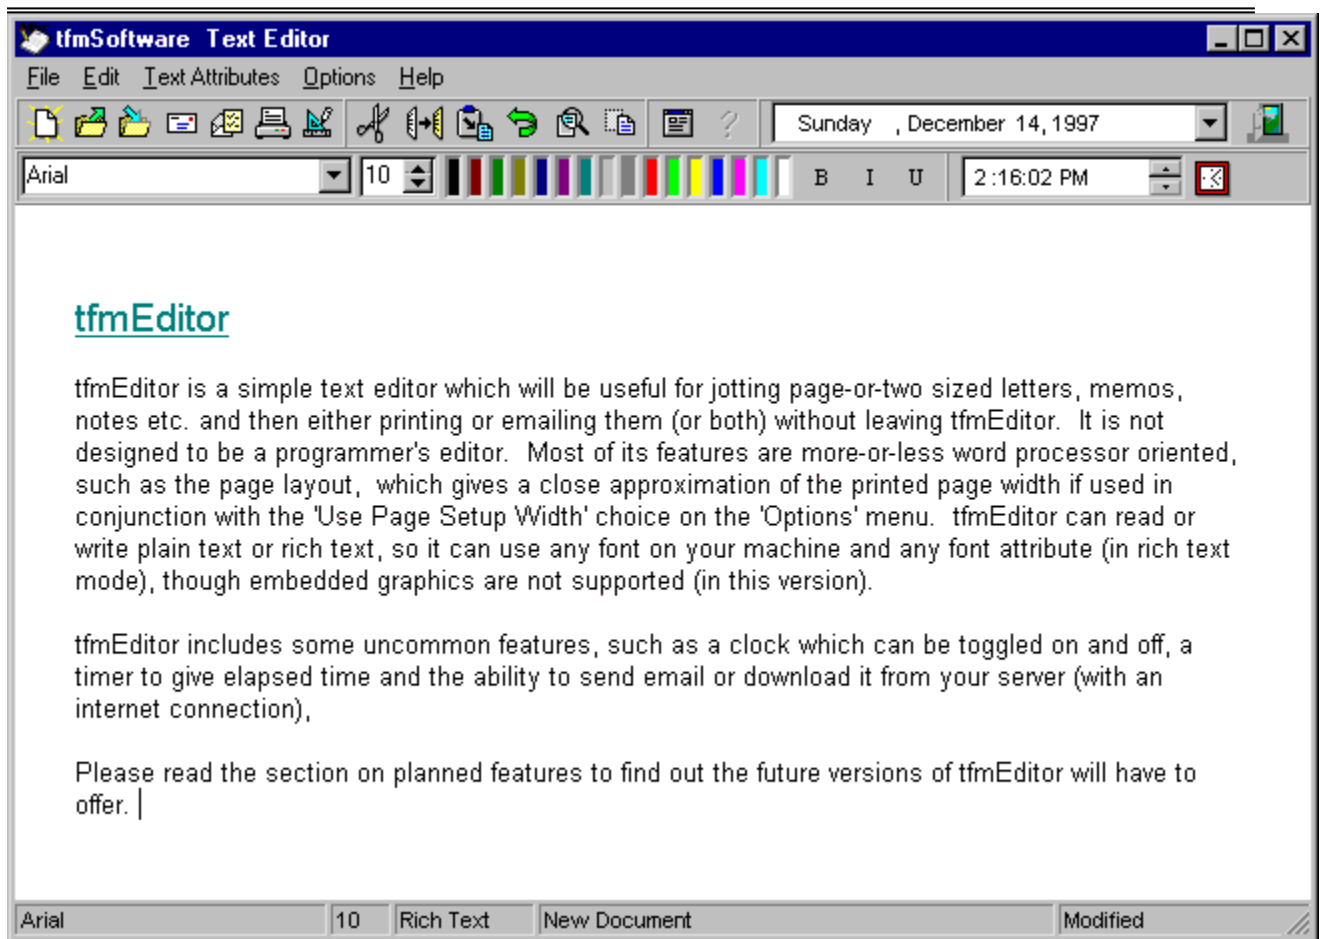 tfmSoftware  Text Editor
File Edit Text Attributes Options Help
Sunday , December 14, 1997
Arial 10 B I U 2:16:02 PM
tfmEditor
tfmEditor is a simple text editor which will be useful for jotting page-or-two sized letters, memos,
notes etc. and then either printing or emailing them (or both) without leaving tfmEditor.  It is not
designed to be a programmer's editor.  Most of its features are more-or-less word processor oriented,
such as the page layout,  which gives a close approximation of the printed page width if used in
conjunction with the 'Use Page Setup Width' choice on the 'Options' menu.  tfmEditor can read or
write plain text or rich text, so it can use any font on your machine and any font attribute (in rich text
mode), though embedded graphics are not supported (in this version).
tfmEditor includes some uncommon features, such as a clock which can be toggled on and off, a
timer to give elapsed time and the ability to send email or download it from your server (with an
internet connection),
Please read the section on planned features to find out the future versions of tfmEditor will have to
offer.
Arial 10 Rich Text New Document Modified